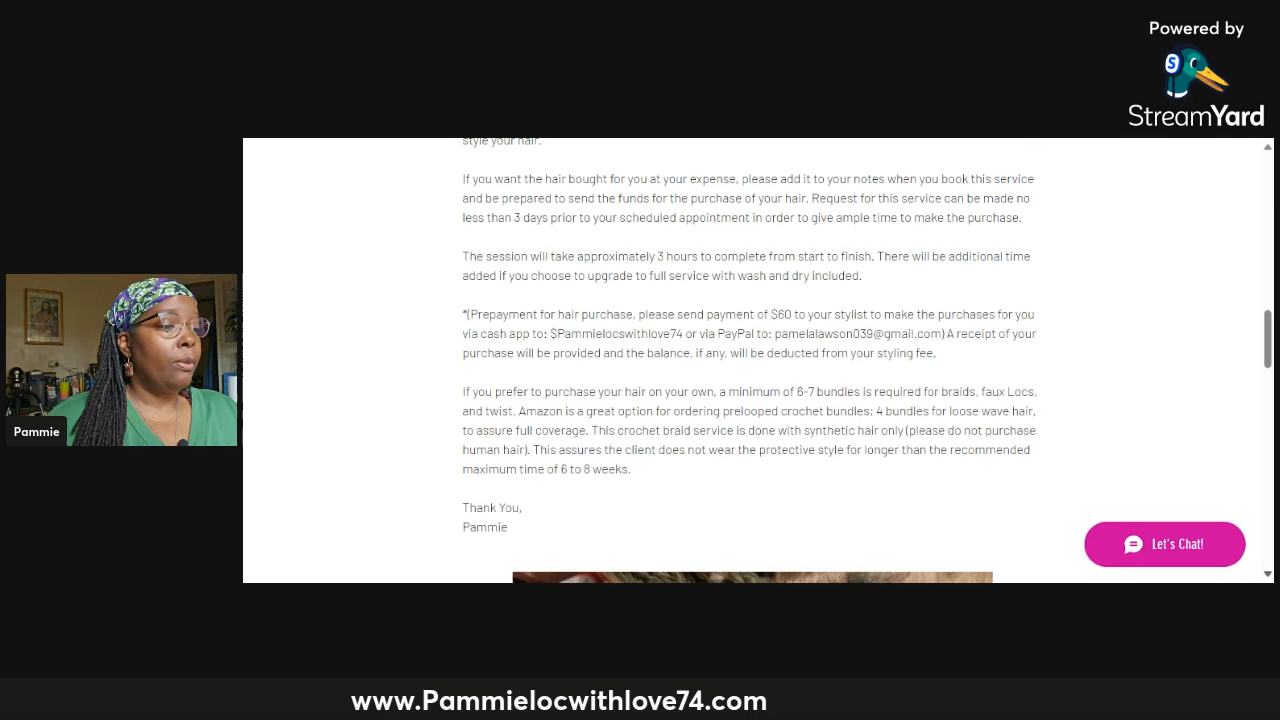 Powered by
S
StreamYard
style your hair.
If you want the hair bought for you at your expense, please add it to your notes when you book this service
and be prepared to send the funds for the purchase of your hair. Request for this service can be made no
less than 3 days prior to your scheduled appointment in order to give ample time to make the purchase.
The session will take approximately 3 hours to complete from start to finish. There will be additional time
added if you choose to upgrade to full service with wash and dry included.
*(Prepayment for hair purchase, please send payment of $60 to your stylist to make the purchases for you
via cash app to: $Pammielocswithlove74 or via PayPal to: pamelalawson039@gmail.com) A receipt of your
purchase will be provided and the balance, if any, will be deducted from your styling fee.
If you prefer to purchase your hair on your own, a minimum of 6-7 bundles is required for braids, faux Locs,
and twist. Amazon is a great option for ordering prelooped crochet bundles; 4 bundles for loose wave hair,
to assure full coverage. This crochet braid service is done with synthetic hair only (please do not purchase
human hair). This assures the client does not wear the protective style for longer than the recommended
maximum time of 6 to 8 weeks.
Thank You,
Pammie
Let's Chat!
Pammie
www.Pammielocwithlove74.com